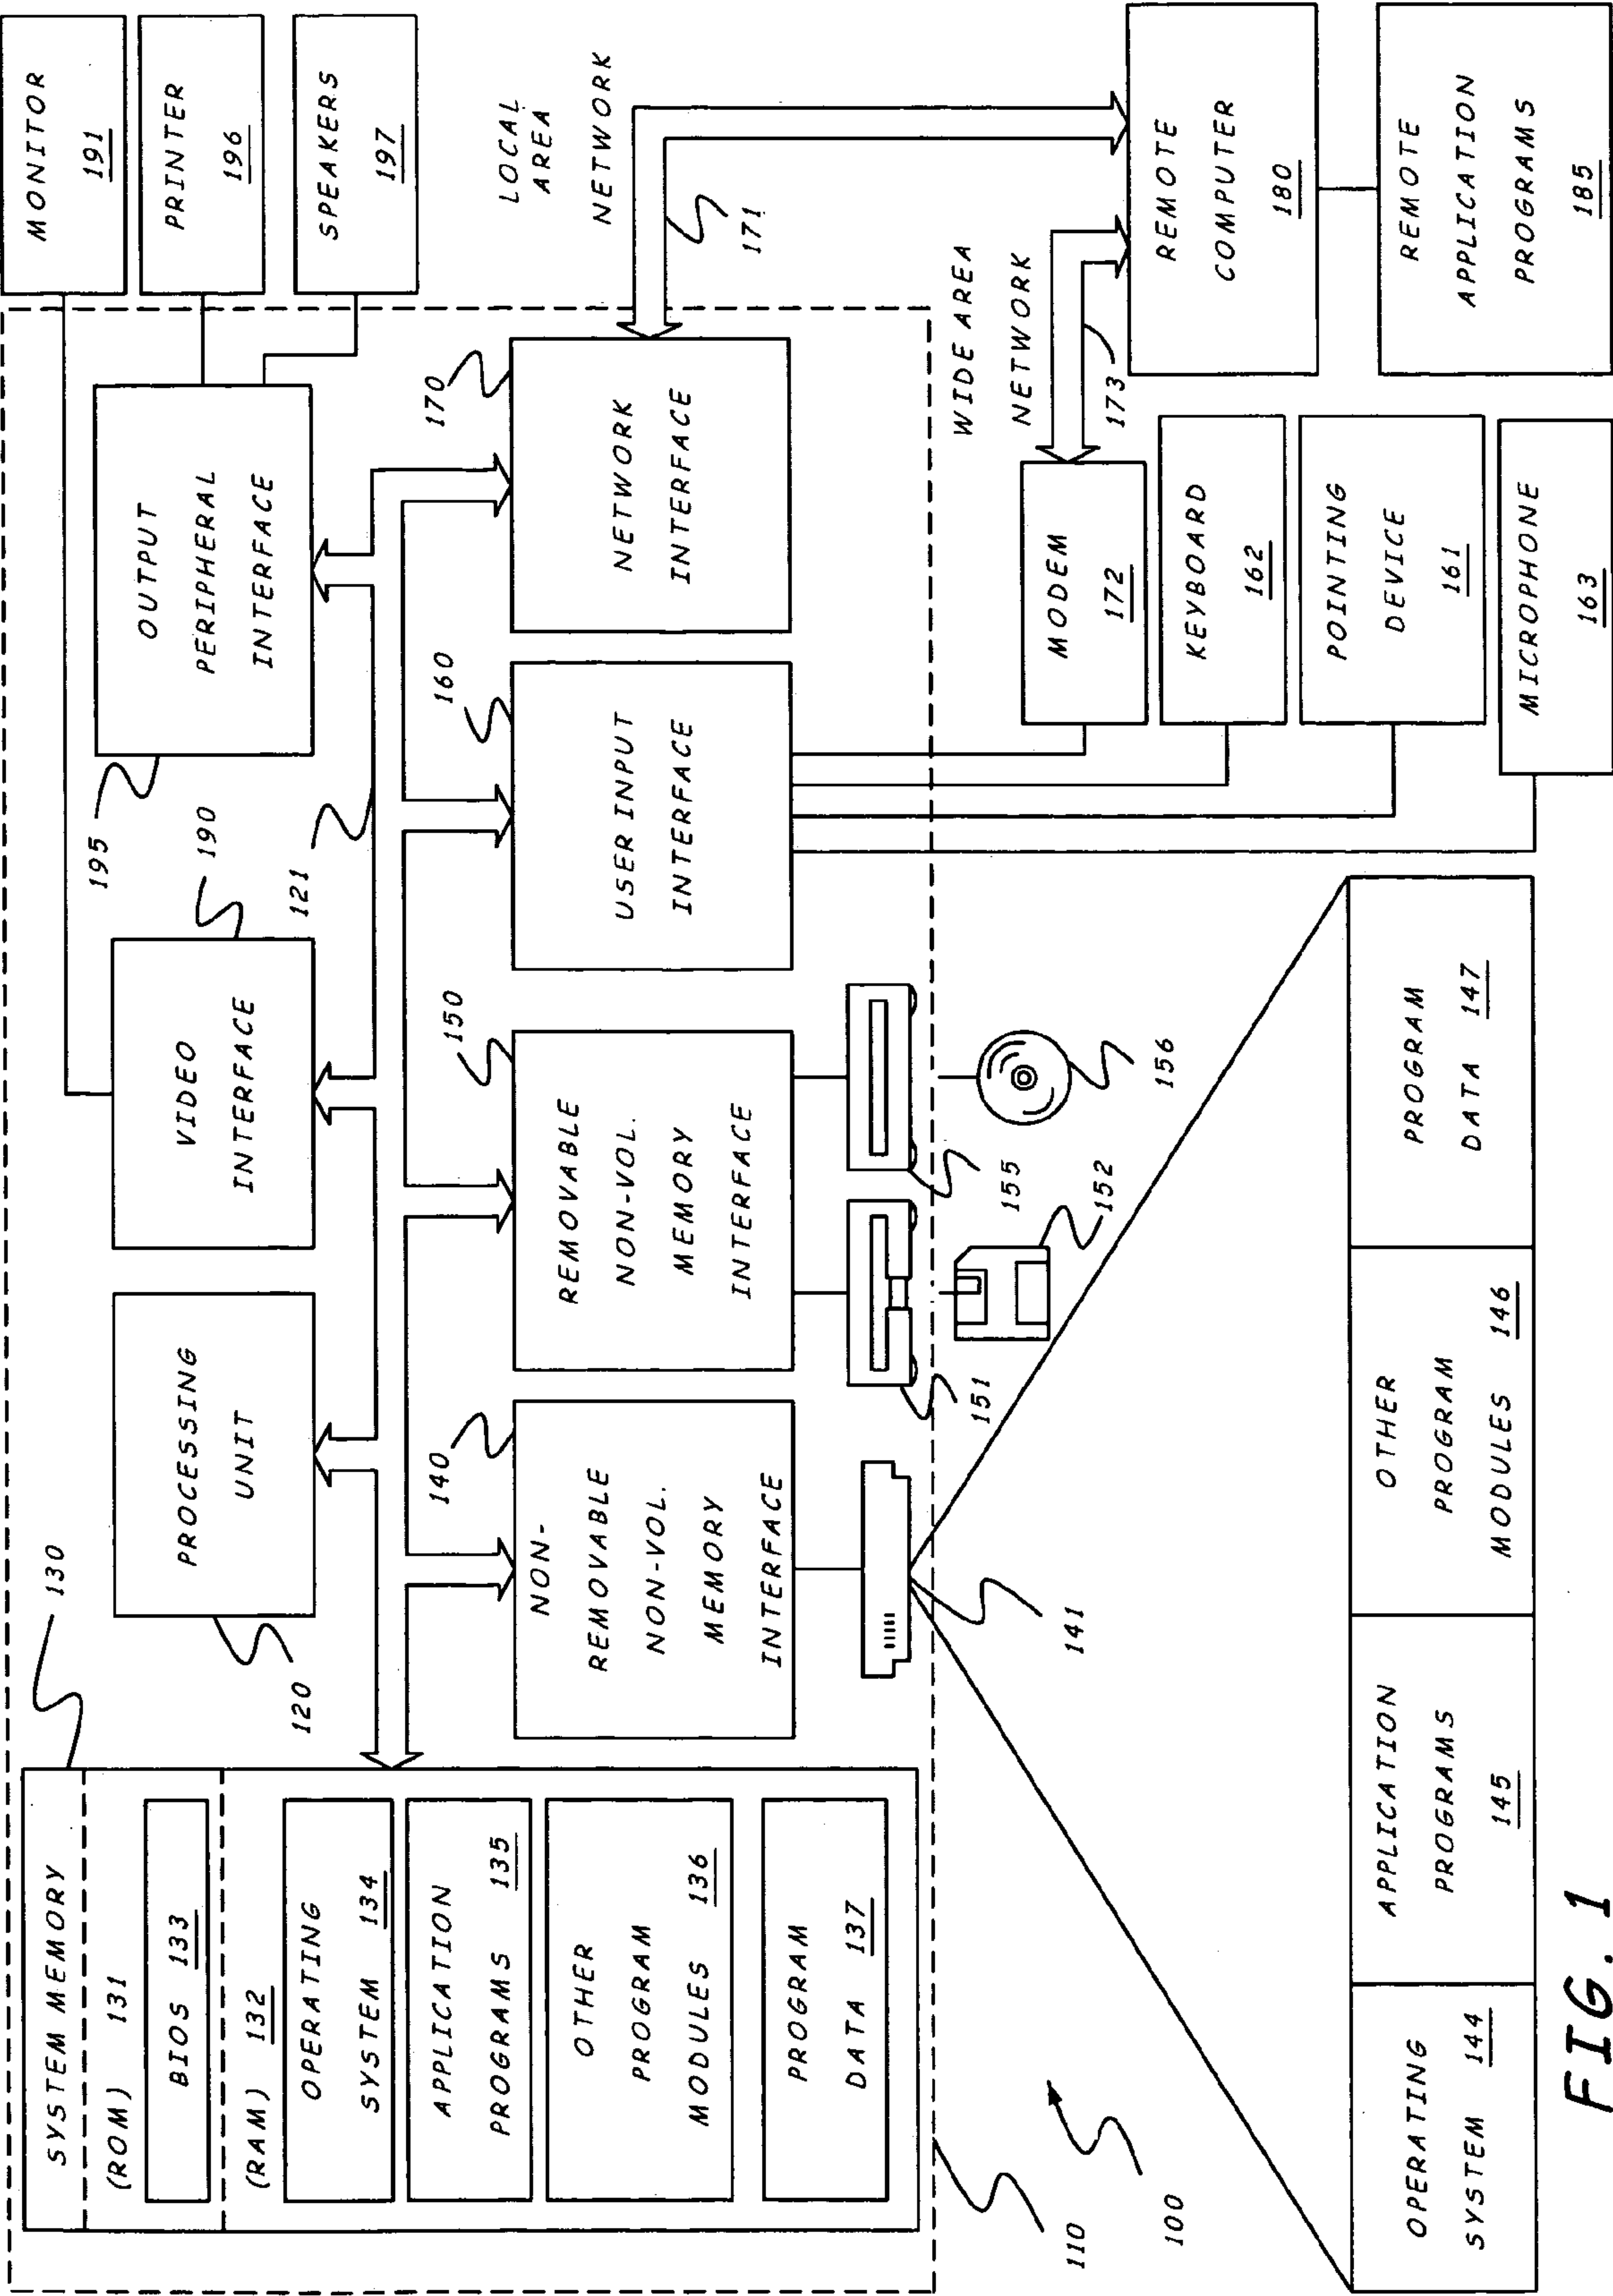 SYSTEM MEMORY
(ROM) 131
BIOS 133
(RAM) 132
OPERATING
SYSTEM 134
APPLICATION
PROGRAMS 135
OTHER
PROGRAM
MODULES 136
PROGRAM
DATA 137
130
PROCESSING
UNIT
120
VIDEO
INTERFACE
190
OUTPUT
PERIPHERAL
INTERFACE
195
121
MONITOR
191
PRINTER
196
SPEAKERS
197
NON-
REMOVABLE
NON-VOL.
MEMORY
INTERFACE
140
REMOVABLE
NON-VOL.
MEMORY
INTERFACE
150
USER INPUT
INTERFACE
160
NETWORK
INTERFACE
170
LOCAL
AREA
NETWORK
171
WIDE AREA
NETWORK
173
141
151
152
155
156
MODEM
172
KEYBOARD
162
POINTING
DEVICE
161
MICROPHONE
163
REMOTE
COMPUTER
180
REMOTE
APPLICATION
PROGRAMS
185
110
100
OPERATING
SYSTEM 144
APPLICATION
PROGRAMS
145
OTHER
PROGRAM
MODULES 146
PROGRAM
DATA 147
FIG. 1